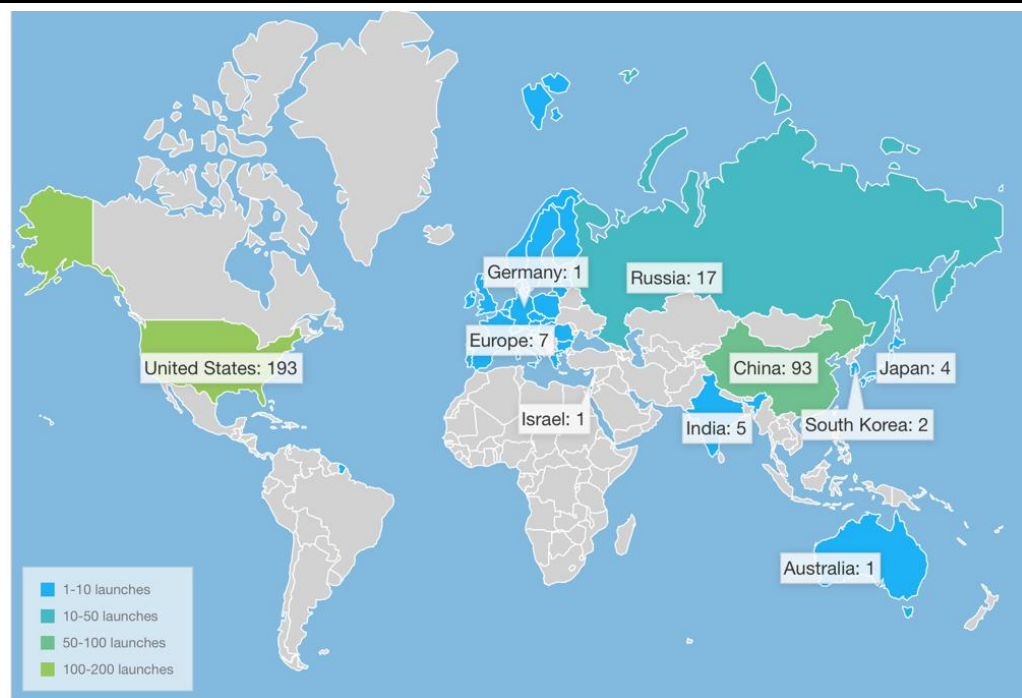 Germany: 1
Russia: 17
Europe: 7
United States: 193
China: 93
Japan: 4
Israel: 1
India: 5
South Korea: 2
Australia: 1
1-10 launches
10-50 launches
50-100 launches
100-200 launches